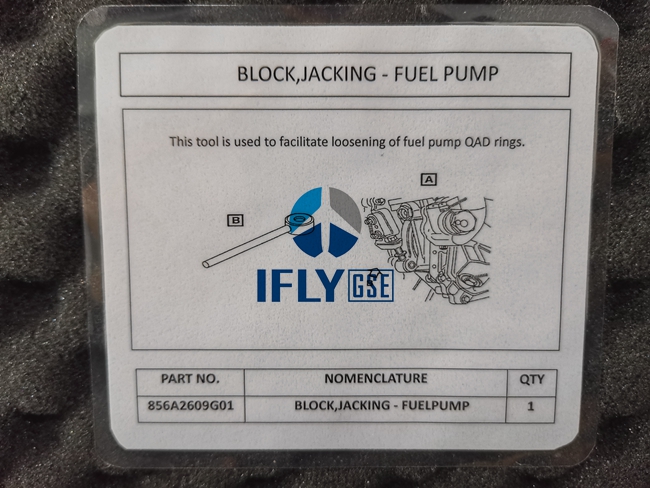 BLOCK,JACKING - FUEL PUMP
This tool is used to facilitate loosening of fuel pump QAD rings.
A
B
IFLY GSE
PART NO. NOMENCLATURE QTY
856A2609G01 BLOCK,JACKING - FUELPUMP 1